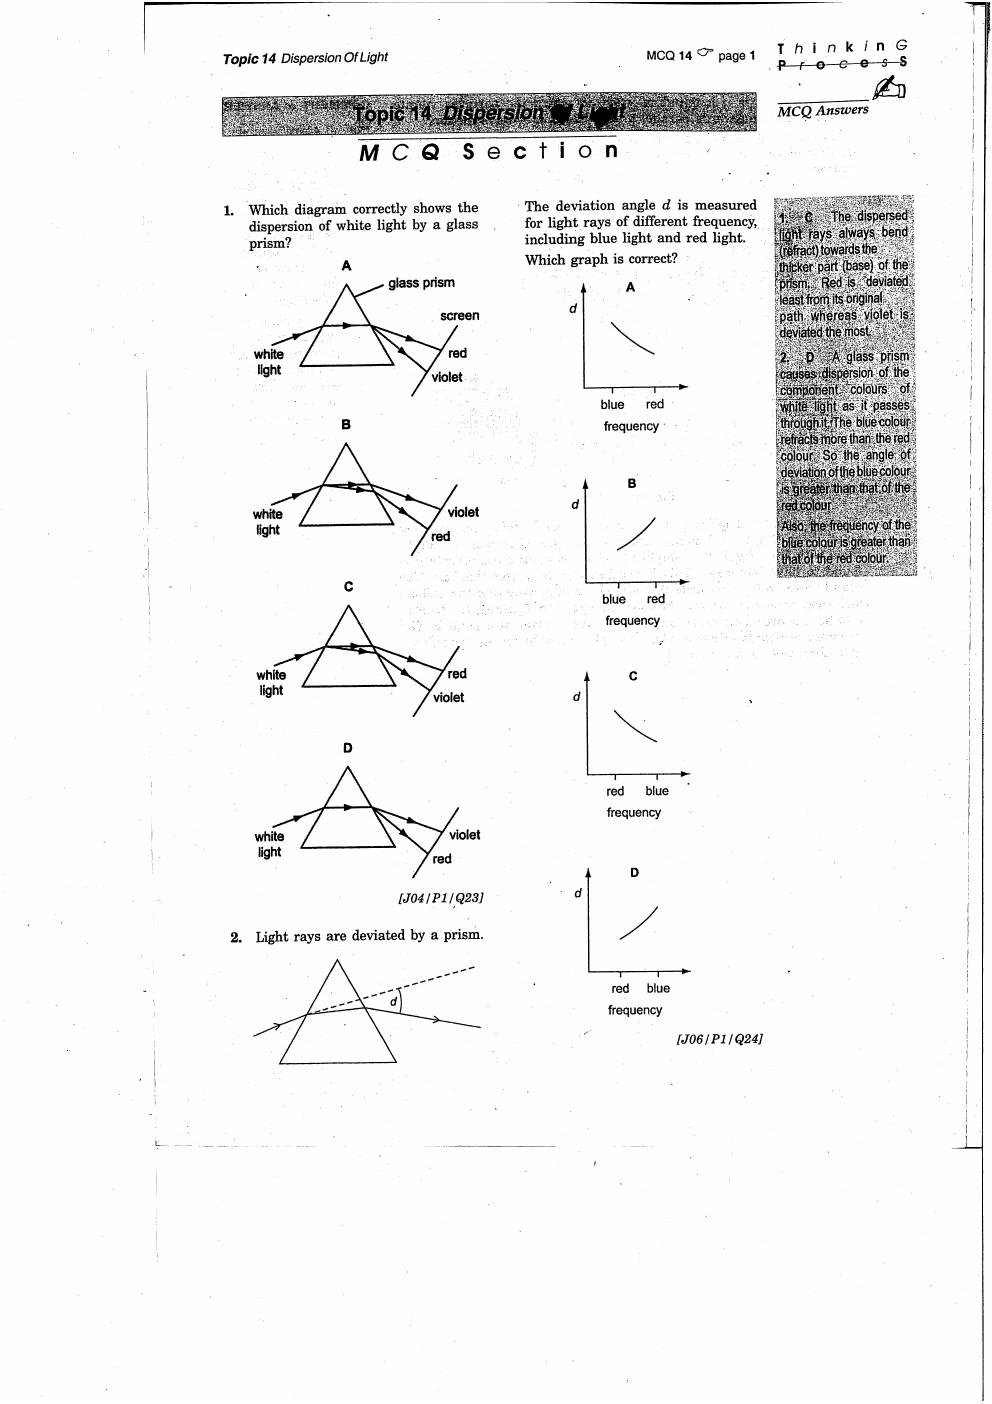 Topic 14 Dispersion Of Light
MCQ 14 page 1
ThinkinG
ProcesS
MCQ Answers
Topic 14 Dispersion Of Light
MCQ Section
1. Which diagram correctly shows the
dispersion of white light by a glass
prism?
A
glass prism
screen
white
light
red
violet
B
white
light
violet
red
C
white
light
red
violet
D
white
light
violet
red
[J04/P1/Q23]
2. Light rays are deviated by a prism.
d
The deviation angle d is measured
for light rays of different frequency,
including blue light and red light.
Which graph is correct?
A
d
blue red
frequency
B
d
blue red
frequency
C
d
red blue
frequency
D
d
red blue
frequency
[J06/P1/Q24]
1. C The dispersed
light rays always bend
(refract) towards the
thicker part (base) of the
prism. Red is deviated
least from its original
path whereas violet is
deviated the most.
2. D A glass prism
causes dispersion of the
component colours of
white light as it passes
through it. The blue colour
refracts more than the red
colour. So the angle of
deviation of the blue colour
is greater than that of the
red colour.
Also, the frequency of the
blue colour is greater than
that of the red colour.